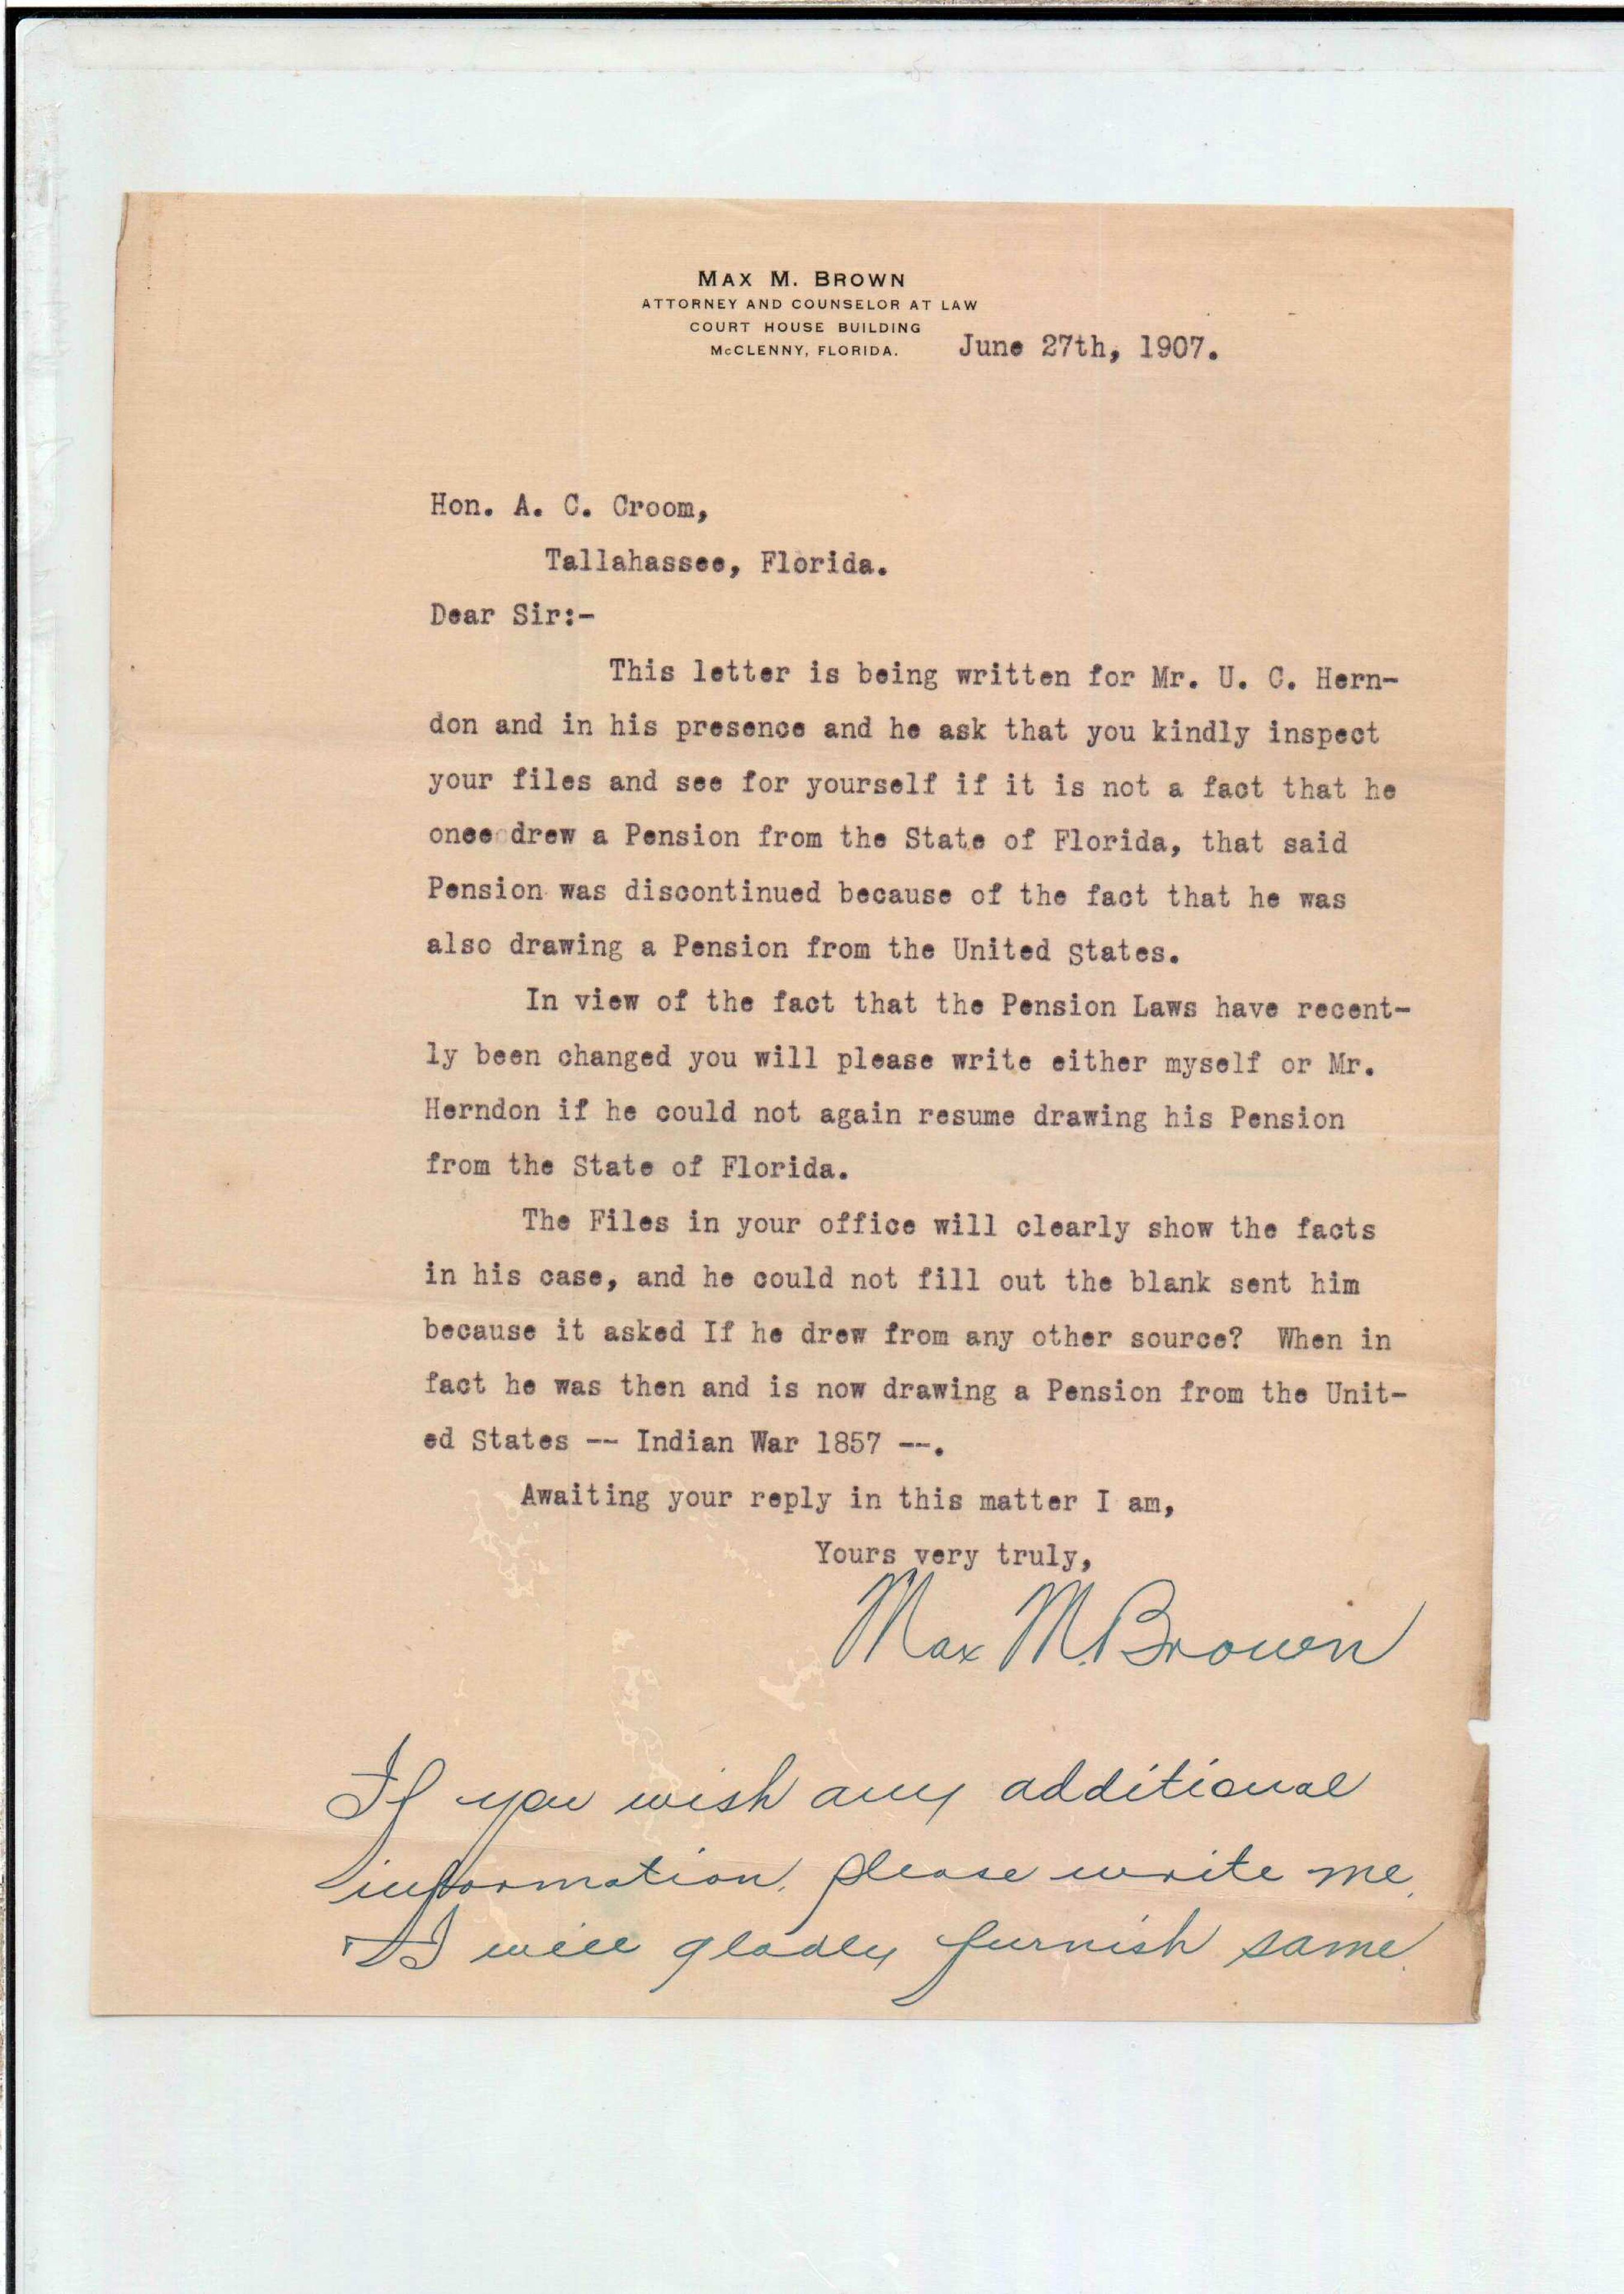 MAX M. BROWN
ATTORNEY AND COUNSELOR AT LAW
COURT HOUSE BUILDING
McCLENNY, FLORIDA.
June 27th, 1907.
Hon. A. C. Croom,
Tallahassee, Florida.
Dear Sir:-
This letter is being written for Mr. U. C. Hern-
don and in his presence and he ask that you kindly inspect
your files and see for yourself if it is not a fact that he
once drew a Pension from the State of Florida, that said
Pension was discontinued because of the fact that he was
also drawing a Pension from the United States.
In view of the fact that the Pension Laws have recent-
ly been changed you will please write either myself or Mr.
Herndon if he could not again resume drawing his Pension
from the State of Florida.
The Files in your office will clearly show the facts
in his case, and he could not fill out the blank sent him
because it asked If he drew from any other source? When in
fact he was then and is now drawing a Pension from the Unit-
ed States -- Indian War 1857 --.
Awaiting your reply in this matter I am,
Yours very truly,
Max M. Brown
If you wish any additional
information, please write me,
& I will gladly furnish same.